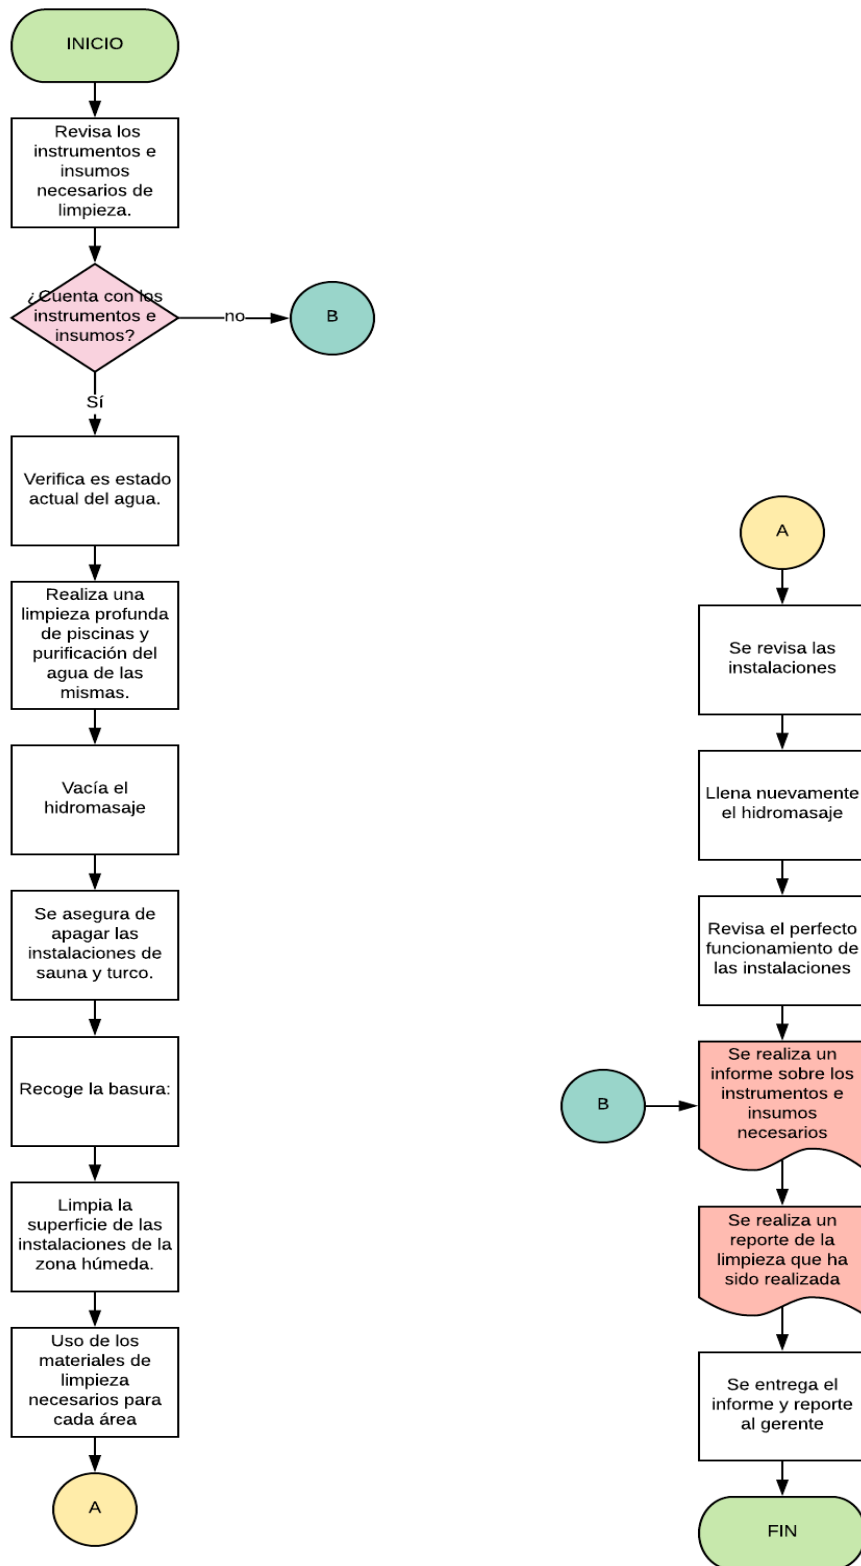 INICIO
Revisa los
instrumentos e
insumos
necesarios de
limpieza.
¿Cuenta con los
instrumentos e
insumos?
no
B
Sí
Verifica es estado
actual del agua.
Realiza una
limpieza profunda
de piscinas y
purificación del
agua de las
mismas.
Vacía el
hidromasaje
Se asegura de
apagar las
instalaciones de
sauna y turco.
Recoge la basura:
Limpia la
superficie de las
instalaciones de la
zona húmeda.
Uso de los
materiales de
limpieza
necesarios para
cada área
A
A
Se revisa las
instalaciones
Llena nuevamente
el hidromasaje
Revisa el perfecto
funcionamiento de
las instalaciones
B
Se realiza un
informe sobre los
instrumentos e
insumos
necesarios
Se realiza un
reporte de la
limpieza que ha
sido realizada
Se entrega el
informe y reporte
al gerente
FIN